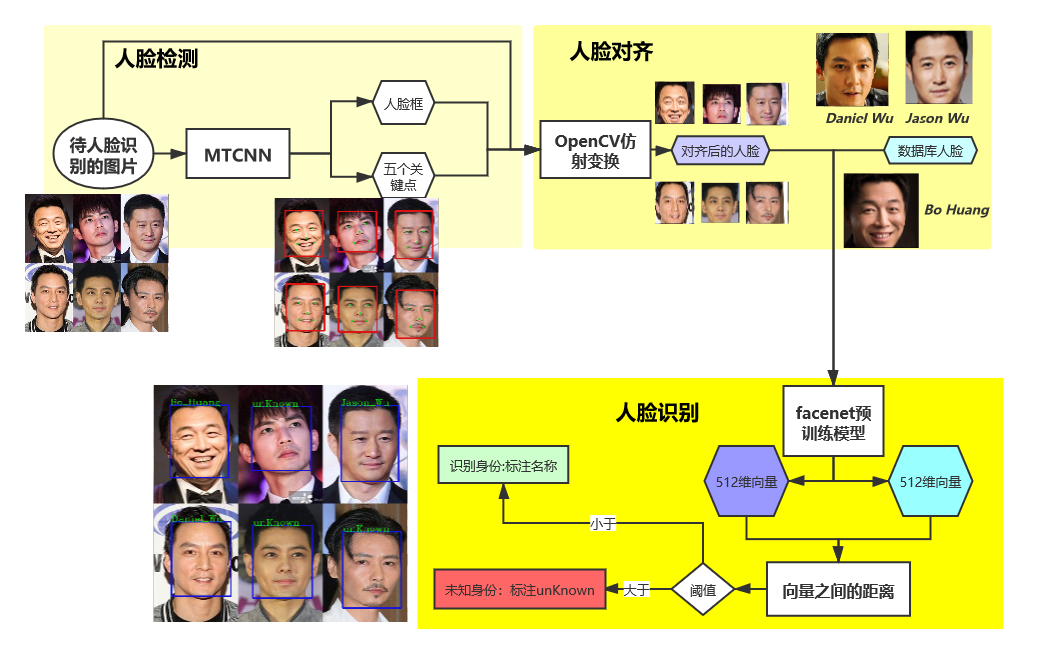 人脸检测
人脸对齐
待人脸识
别的图片
MTCNN
人脸框
五个关
键点
OpenCV仿
射变换
对齐后的人脸
Daniel Wu
Jason Wu
数据库人脸
Bo Huang
人脸识别
facenet预
训练模型
512维向量
512维向量
识别身份:标注名称
小于
未知身份：标注unKnown
大于
阈值
向量之间的距离
Bo_Huang
unKnown
Jason_Wu
Daniel_Wu
unKnown
unKnown